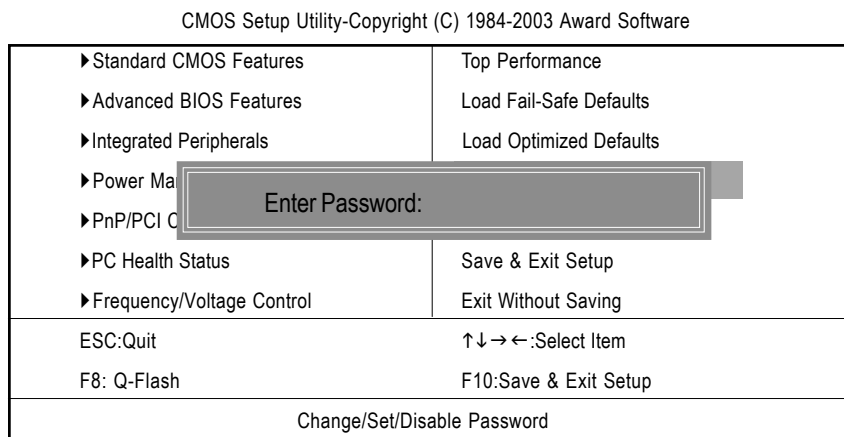 CMOS Setup Utility-Copyright (C) 1984-2003 Award Software
▶Standard CMOS Features Top Performance
▶Advanced BIOS Features Load Fail-Safe Defaults
▶Integrated Peripherals Load Optimized Defaults
▶Power Ma
Enter Password:
▶PnP/PCI C
▶PC Health Status Save & Exit Setup
▶Frequency/Voltage Control Exit Without Saving
ESC:Quit ↑↓→←:Select Item
F8: Q-Flash F10:Save & Exit Setup
Change/Set/Disable Password